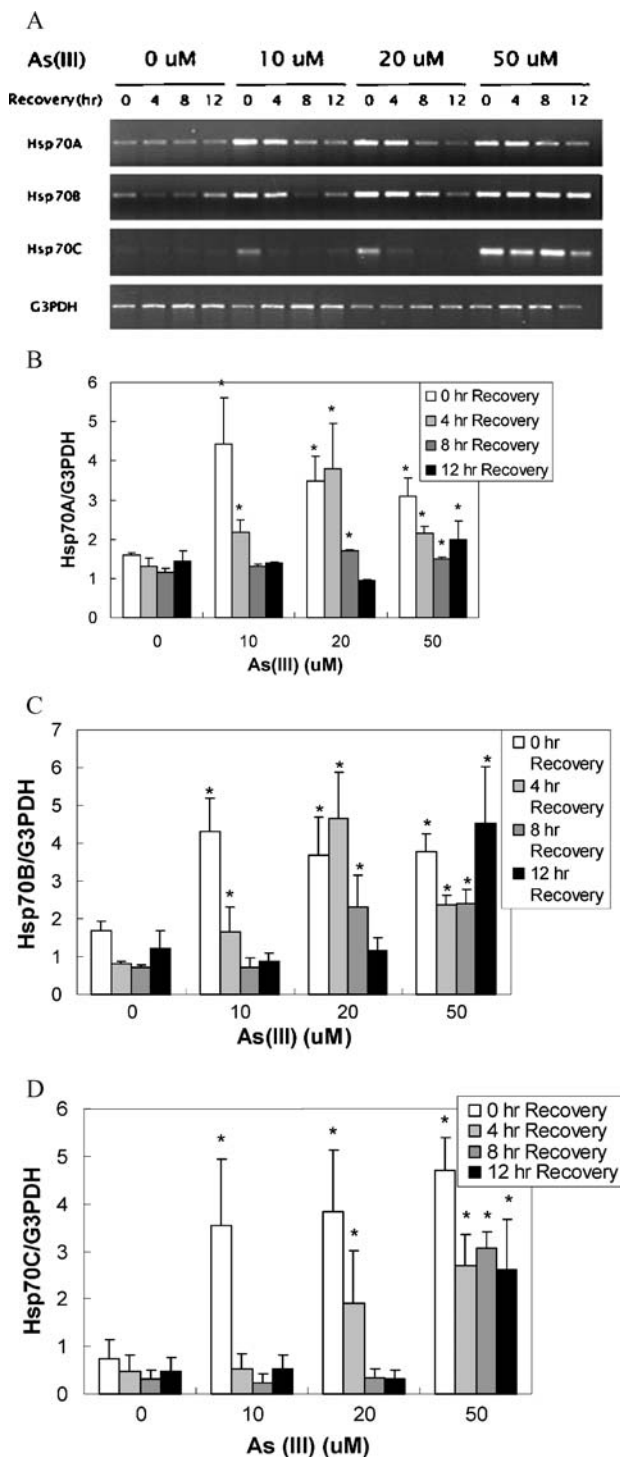 A
As(III) 0 uM 10 uM 20 uM 50 uM
Recovery(hr) 0 4 8 12 0 4 8 12 0 4 8 12 0 4 8 12
Hsp70A
Hsp70B
Hsp70C
G3PDH
B
6
5
4
3
2
1
0
Hsp70A/G3PDH
* * * * * * * * * *
0 hr Recovery
4 hr Recovery
8 hr Recovery
12 hr Recovery
0 10 20 50
As(III) (uM)
C
7
6
5
4
3
2
1
0
Hsp70B/G3PDH
* * * * * * * * *
0 hr
Recovery
4 hr
Recovery
8 hr
Recovery
12 hr
Recovery
0 10 20 50
As(III) (uM)
D
6
5
4
3
2
1
0
Hsp70C/G3PDH
* * * * * * *
0 hr Recovery
4 hr Recovery
8 hr Recovery
12 hr Recovery
0 10 20 50
As (III) (uM)